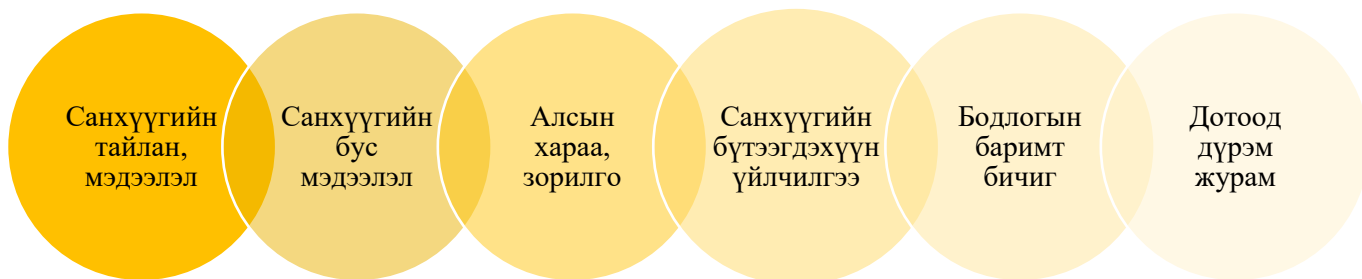 Санхүүгийн
тайлан,
мэдээлэл
Санхүүгийн
бус
мэдээлэл
Алсын
хараа,
зорилго
Санхүүгийн
бүтээгдэхүүн
үйлчилгээ
Бодлогын
баримт
бичиг
Дотоод
дүрэм
журам